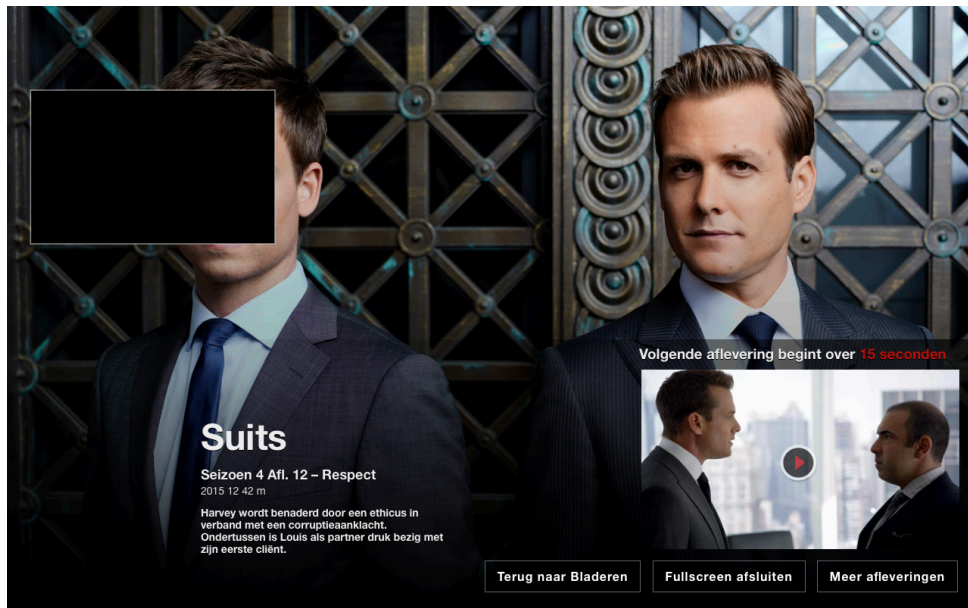 Volgende aflevering begint over 15 seconden
Suits
Seizoen 4 Afl. 12 – Respect
2015 12 42 m
Harvey wordt benaderd door een ethicus in
verband met een corruptieaanklacht.
Ondertussen is Louis als partner druk bezig met
zijn eerste cliënt.
Terug naar Bladeren
Fullscreen afsluiten
Meer afleveringen